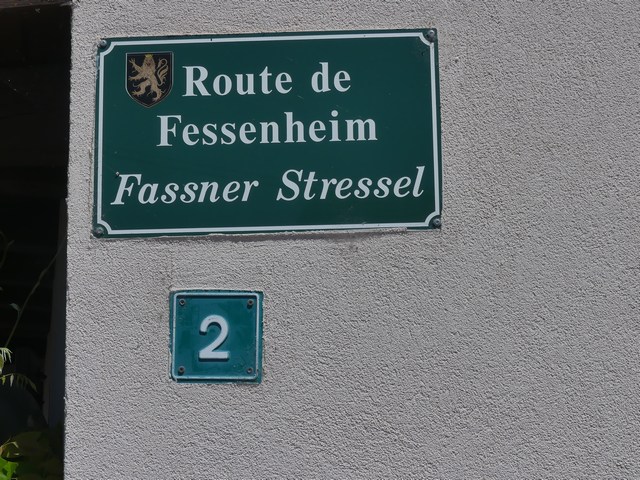 Route de
Fessenheim
Fassner Stressel
2